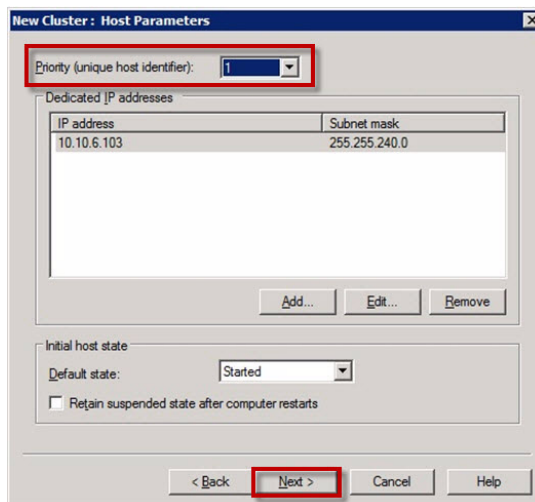 New Cluster : Host Parameters
Priority (unique host identifier): 1
Dedicated IP addresses
IP address Subnet mask
10.10.6.103 255.255.240.0
Add... Edit... Remove
Initial host state
Default state: Started
Retain suspended state after computer restarts
< Back Next > Cancel Help